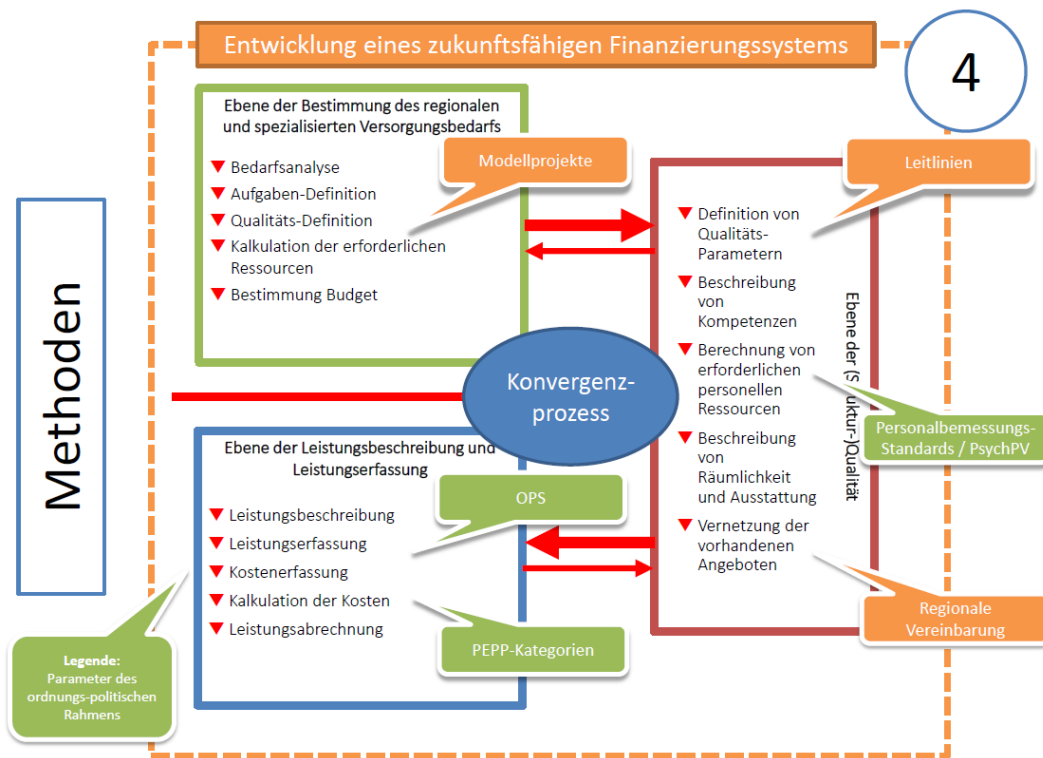 Entwicklung eines zukunftsfähigen Finanzierungssystems
4
Methoden
Ebene der Bestimmung des regionalen
und spezialisierten Versorgungsbedarfs
Bedarfsanalyse
Aufgaben-Definition
Qualitäts-Definition
Kalkulation der erforderlichen
Ressourcen
Bestimmung Budget
Modellprojekte
Leitlinien
Definition von
Qualitäts-
Parametern
Beschreibung
von
Kompetenzen
Berechnung von
erforderlichen
personellen
Ressourcen
Beschreibung
von
Räumlichkeit
und Ausstattung
Vernetzung der
vorhandenen
Angeboten
Ebene der (S uktur-)Qualität
Personalbemessungs-
Standards / PsychPV
Regionale
Vereinbarung
Konvergenz-
prozess
Ebene der Leistungsbeschreibung und
Leistungserfassung
Leistungsbeschreibung
Leistungserfassung
Kostenerfassung
Kalkulation der Kosten
Leistungsabrechnung
OPS
PEPP-Kategorien
Legende:
Parameter des
ordnungs-politischen
Rahmens